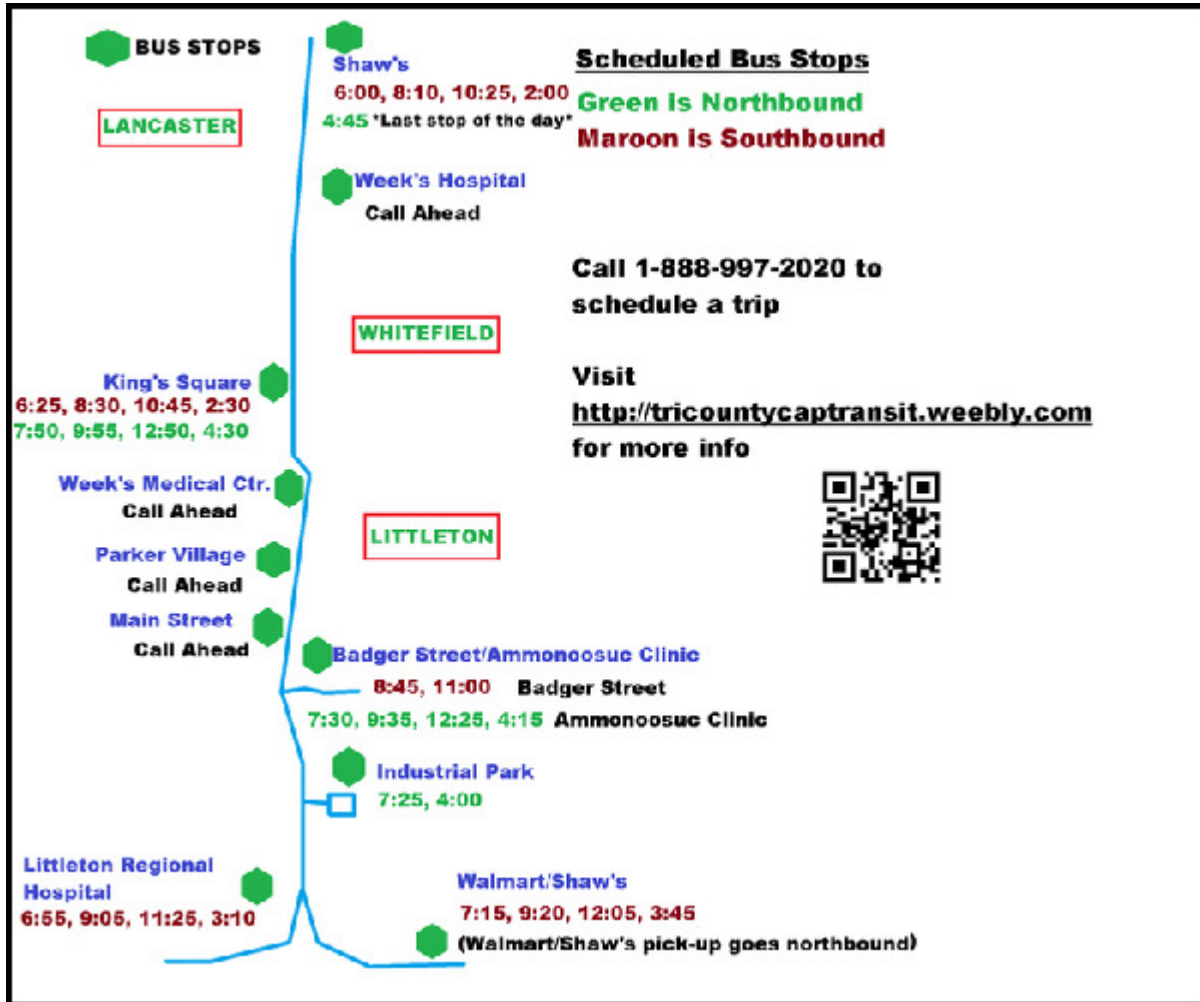 BUS STOPS
LANCASTER
Shaw's
6:00, 8:10, 10:25, 2:00
4:45 *Last stop of the day*
Scheduled Bus Stops
Green is Northbound
Maroon is Southbound
Week's Hospital
Call Ahead
Call 1-888-997-2020 to
schedule a trip
WHITEFIELD
Visit
http://tricountycaptransit.weebly.com
for more info
King's Square
6:25, 8:30, 10:45, 2:30
7:50, 9:55, 12:50, 4:30
Week's Medical Ctr.
Call Ahead
LITTLETON
Parker Village
Call Ahead
Main Street
Call Ahead
Badger Street/Ammonoosuc Clinic
8:45, 11:00 Badger Street
7:30, 9:35, 12:25, 4:15 Ammonoosuc Clinic
Industrial Park
7:25, 4:00
Littleton Regional
Hospital
6:55, 9:05, 11:25, 3:10
Walmart/Shaw's
7:15, 9:20, 12:05, 3:45
(Walmart/Shaw's pick-up goes northbound)